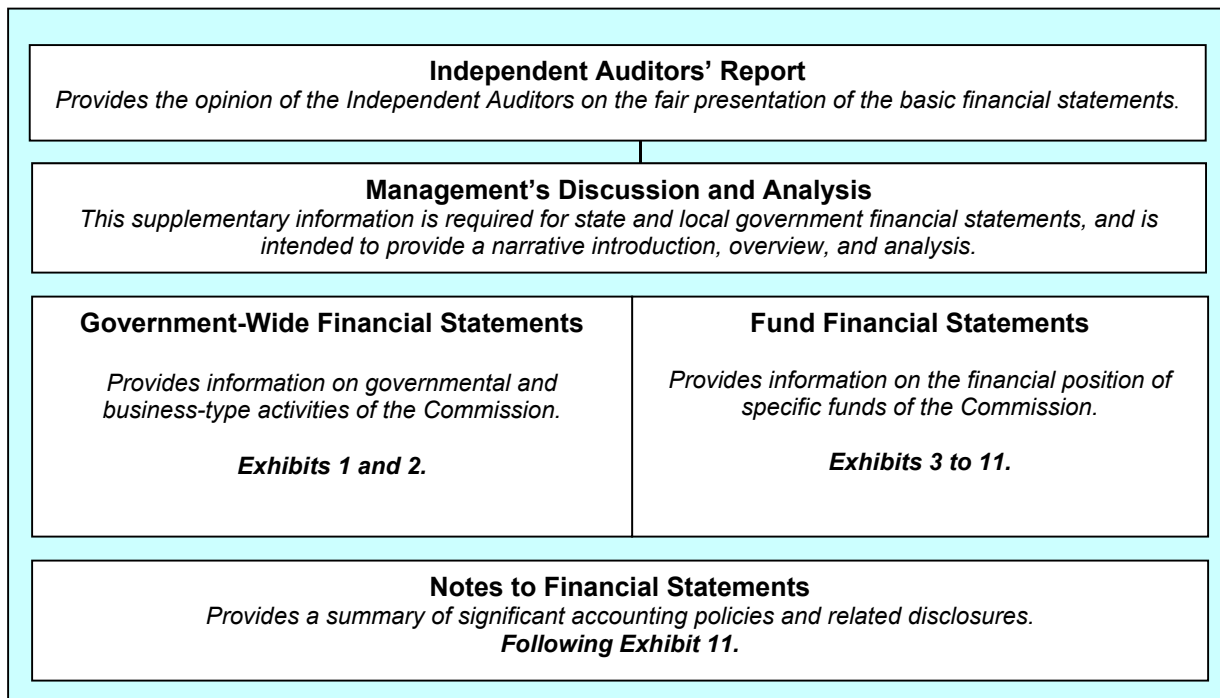 Independent Auditors’ Report
Provides the opinion of the Independent Auditors on the fair presentation of the basic financial statements.
Management’s Discussion and Analysis
This supplementary information is required for state and local government financial statements, and is
intended to provide a narrative introduction, overview, and analysis.
Government-Wide Financial Statements
Provides information on governmental and
business-type activities of the Commission.
Exhibits 1 and 2.
Fund Financial Statements
Provides information on the financial position of
specific funds of the Commission.
Exhibits 3 to 11.
Notes to Financial Statements
Provides a summary of significant accounting policies and related disclosures.
Following Exhibit 11.